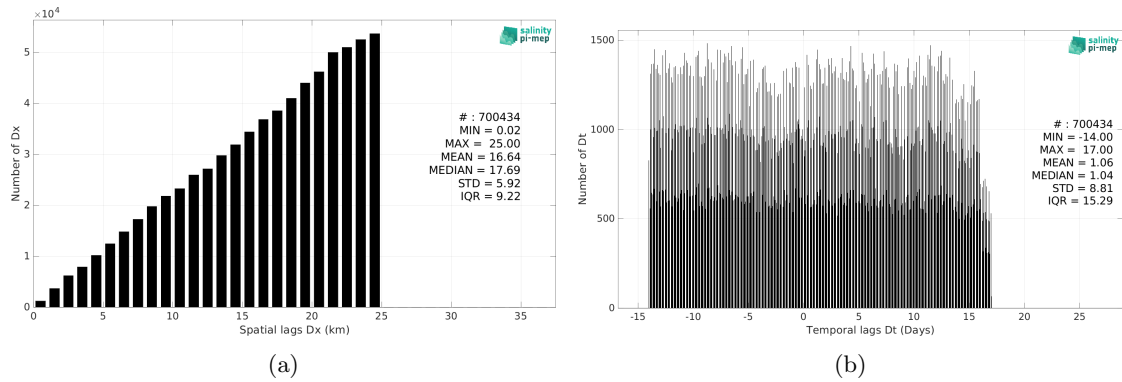 ×10⁴
salinity
pi-mep
5
4
3
2
1
0
Number of Dx
# : 700434
MIN = 0.02
MAX = 25.00
MEAN = 16.64
MEDIAN = 17.69
STD = 5.92
IQR = 9.22
0 5 10 15 20 25 30 35
Spatial lags Dx (km)
(a)
salinity
pi-mep
1500
1000
500
0
Number of Dt
# : 700434
MIN = -14.00
MAX = 17.00
MEAN = 1.06
MEDIAN = 1.04
STD = 8.81
IQR = 15.29
-15 -10 -5 0 5 10 15 20 25
Temporal lags Dt (Days)
(b)